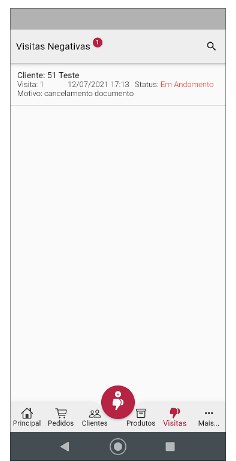 Visitas Negativas 1
Cliente: 51 Teste
Visita: 1 12/07/2021 17:13 Status: Em Andamento
Motivo: cancelamento documento
Principal Pedidos Clientes Produtos Visitas Mais...